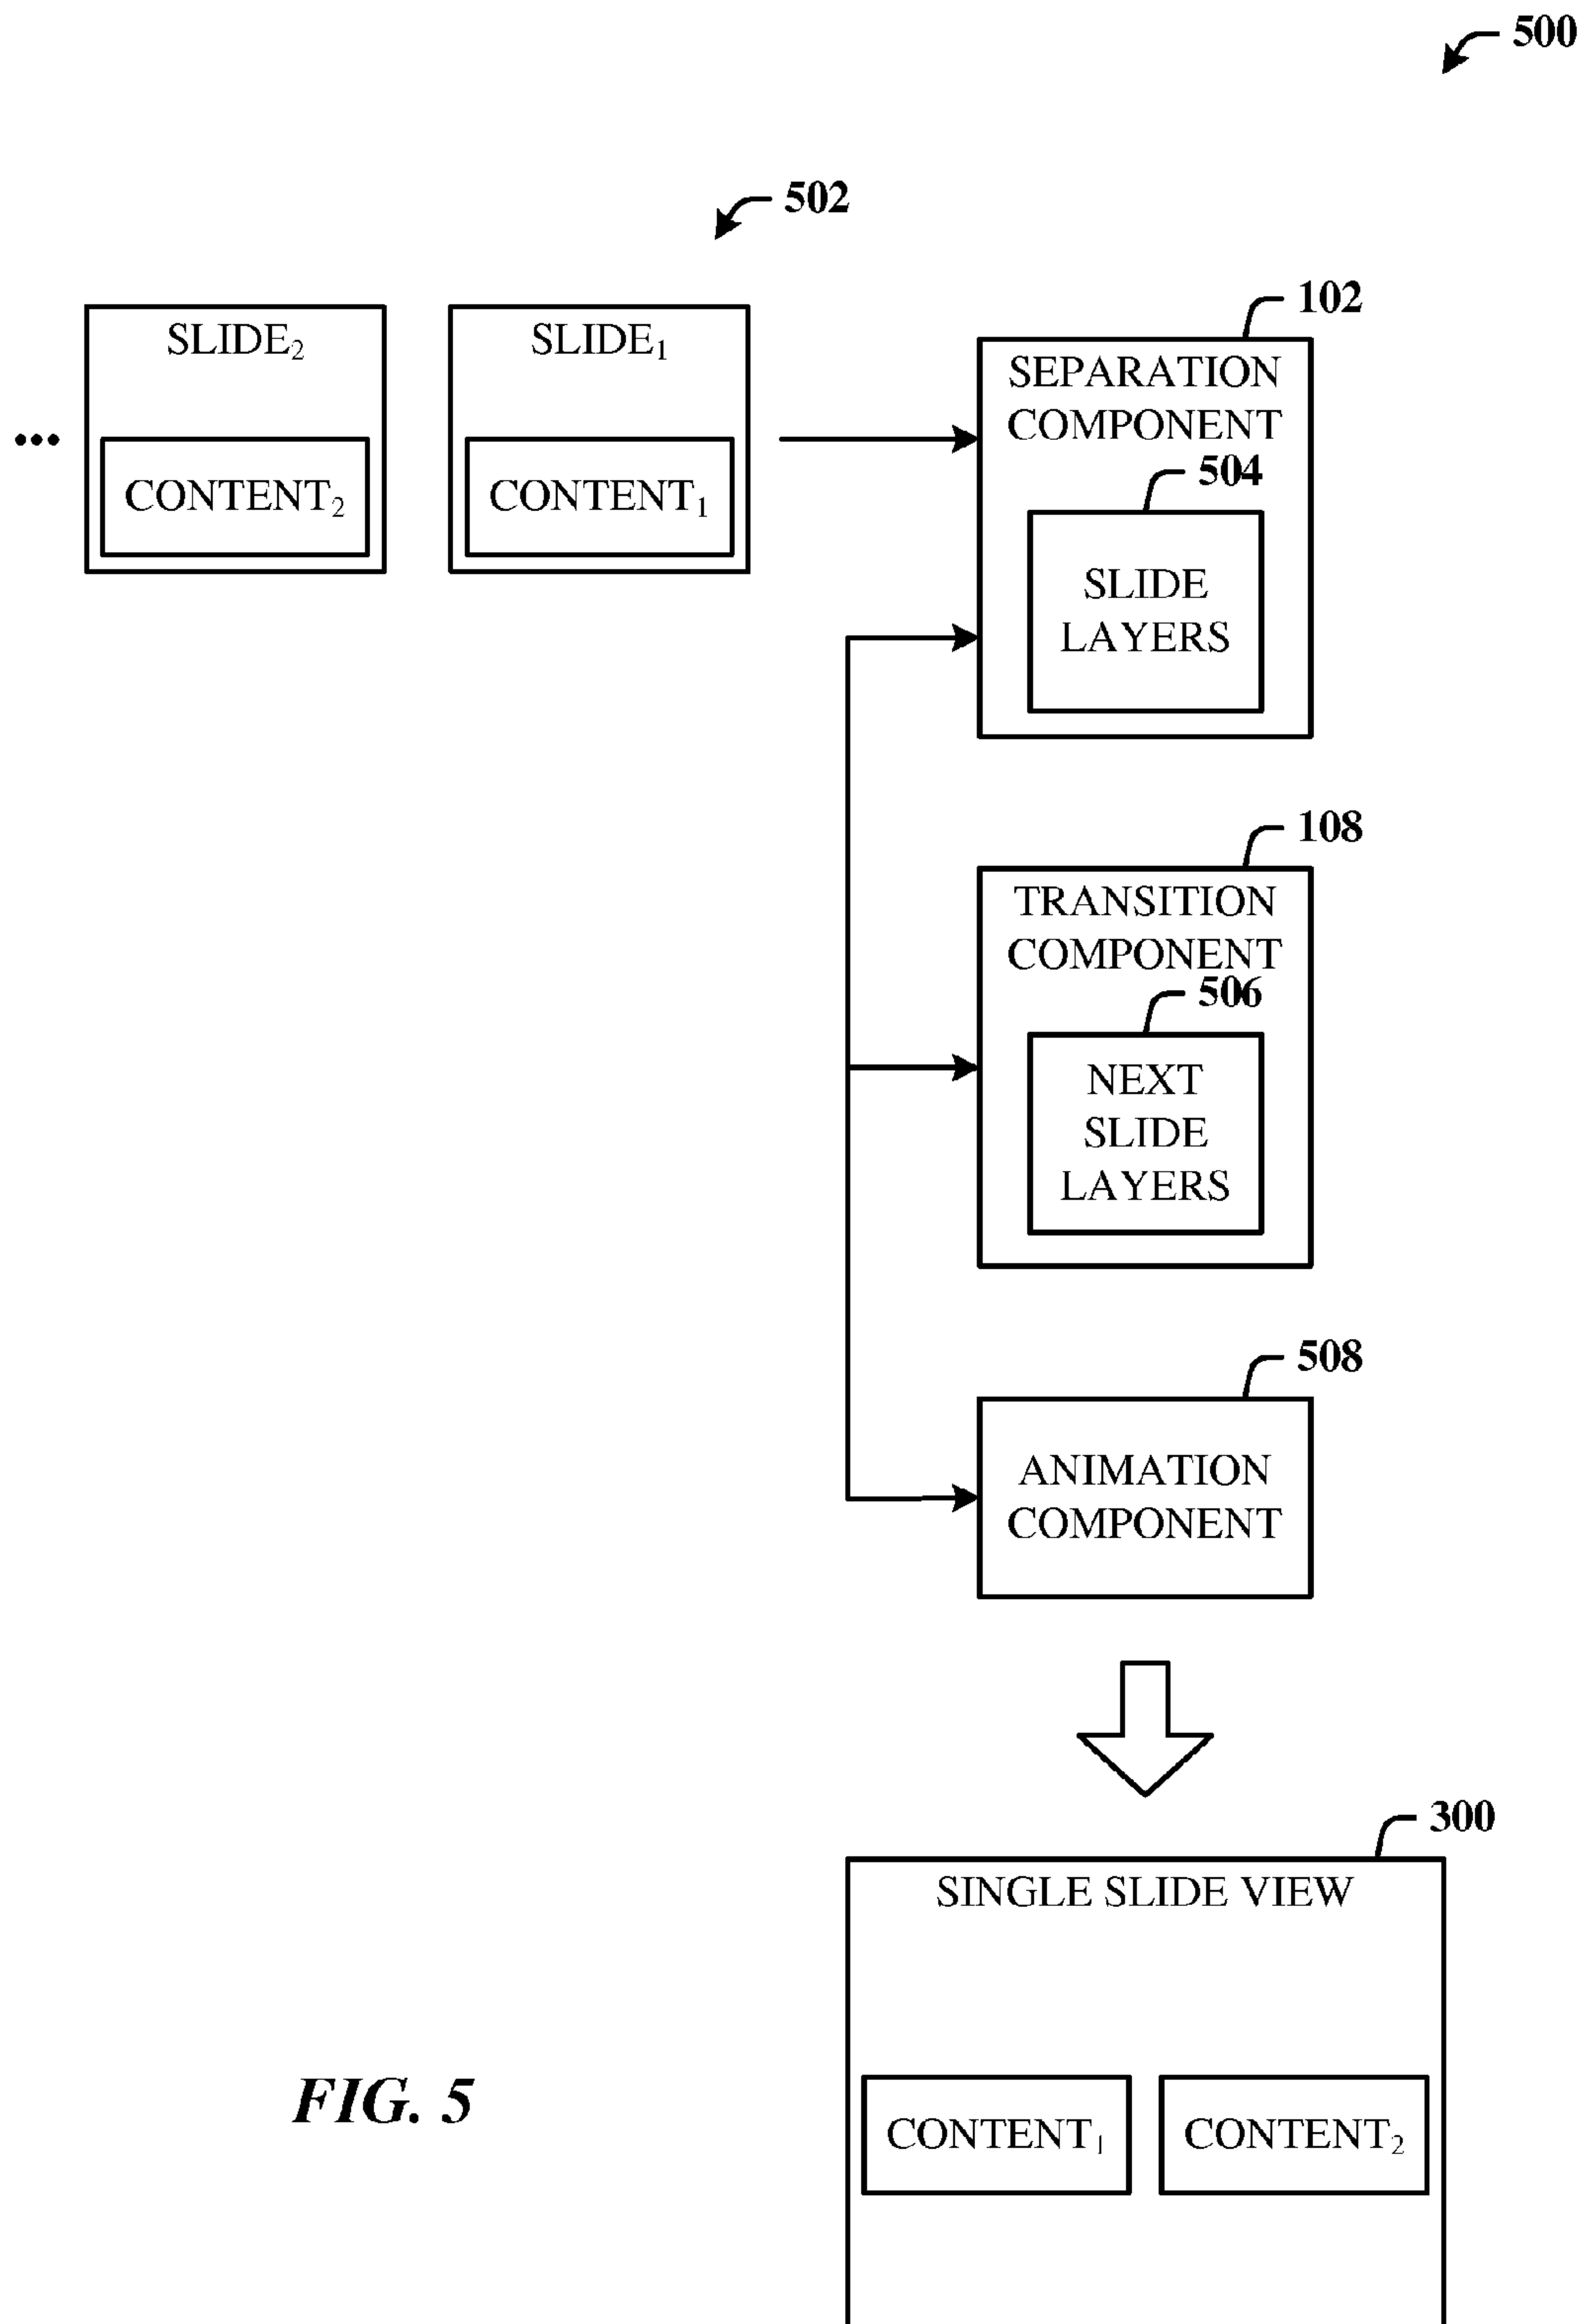 500
502
SLIDE₂
CONTENT₂
SLIDE₁
CONTENT₁
...
102
SEPARATION
COMPONENT
504
SLIDE
LAYERS
108
TRANSITION
COMPONENT
506
NEXT
SLIDE
LAYERS
508
ANIMATION
COMPONENT
300
SINGLE SLIDE VIEW
CONTENT₁
CONTENT₂
FIG. 5